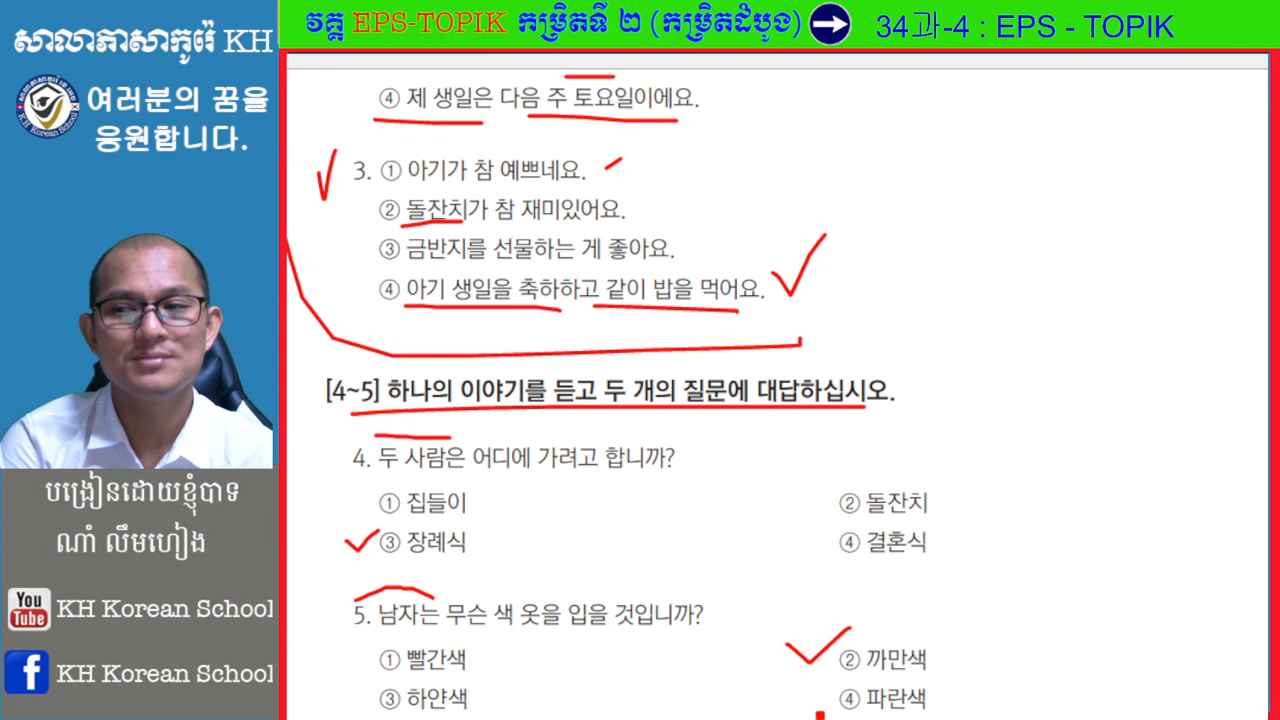 សាលាភាសាកូរ៉េ KH
여러분의 꿈을
응원합니다.
វគ្គ EPS-TOPIK កម្រិតទី ២ (កម្រិតដំបូង)
34과-4 : EPS - TOPIK
④ 제 생일은 다음 주 토요일이에요.
3. ① 아기가 참 예쁘네요.
② 돌잔치가 참 재미있어요.
③ 금반지를 선물하는 게 좋아요.
④ 아기 생일을 축하하고 같이 밥을 먹어요.
[4~5] 하나의 이야기를 듣고 두 개의 질문에 대답하십시오.
4. 두 사람은 어디에 가려고 합니까?
① 집들이
② 돌잔치
③ 장례식
④ 결혼식
5. 남자는 무슨 색 옷을 입을 것입니까?
① 빨간색
② 까만색
③ 하얀색
④ 파란색
បង្រៀនដោយខ្ញុំបាទ
ណាំ លឹមហៀង
You
Tube
KH Korean School
f KH Korean School